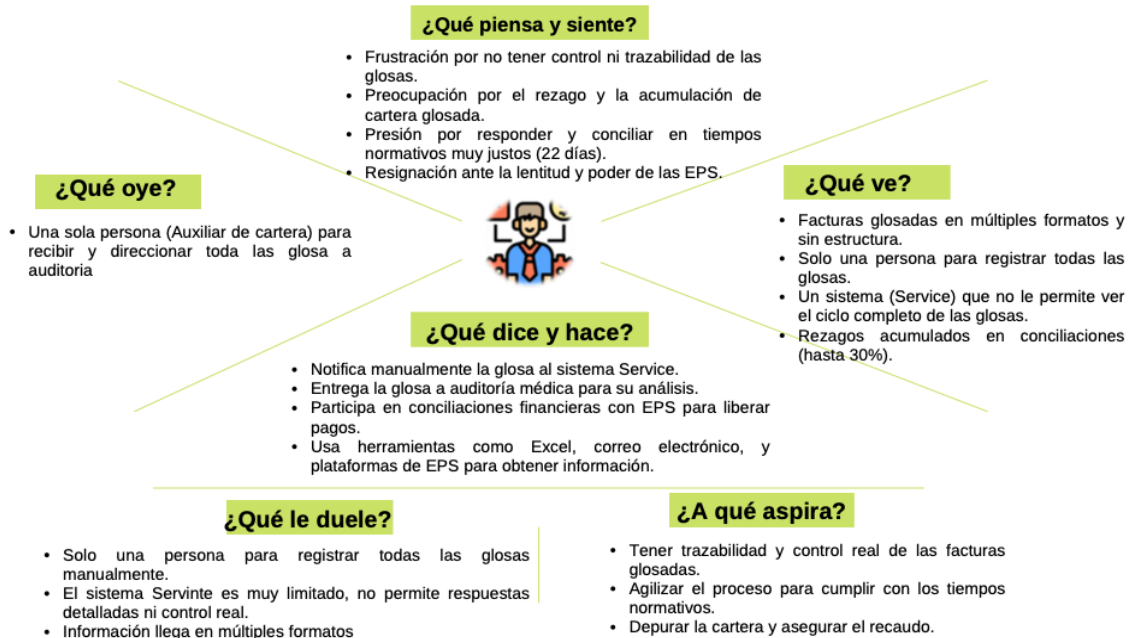 ¿Qué piensa y siente?
• Frustración por no tener control ni trazabilidad de las
glosas.
• Preocupación por el rezago y la acumulación de
cartera glosada.
• Presión por responder y conciliar en tiempos
normativos muy justos (22 días).
• Resignación ante la lentitud y poder de las EPS.
¿Qué oye?
• Una sola persona (Auxiliar de cartera) para
recibir y direccionar toda las glosa a
auditoria
¿Qué ve?
• Facturas glosadas en múltiples formatos y
sin estructura.
• Solo una persona para registrar todas las
glosas.
• Un sistema (Service) que no le permite ver
el ciclo completo de las glosas.
• Rezagos acumulados en conciliaciones
(hasta 30%).
¿Qué dice y hace?
• Notifica manualmente la glosa al sistema Service.
• Entrega la glosa a auditoría médica para su análisis.
• Participa en conciliaciones financieras con EPS para liberar
pagos.
• Usa herramientas como Excel, correo electrónico, y
plataformas de EPS para obtener información.
¿Qué le duele?
• Solo una persona para registrar todas las glosas
manualmente.
• El sistema Servinte es muy limitado, no permite respuestas
detalladas ni control real.
• Información llega en múltiples formatos
¿A qué aspira?
• Tener trazabilidad y control real de las facturas
glosadas.
• Agilizar el proceso para cumplir con los tiempos
normativos.
• Depurar la cartera y asegurar el recaudo.